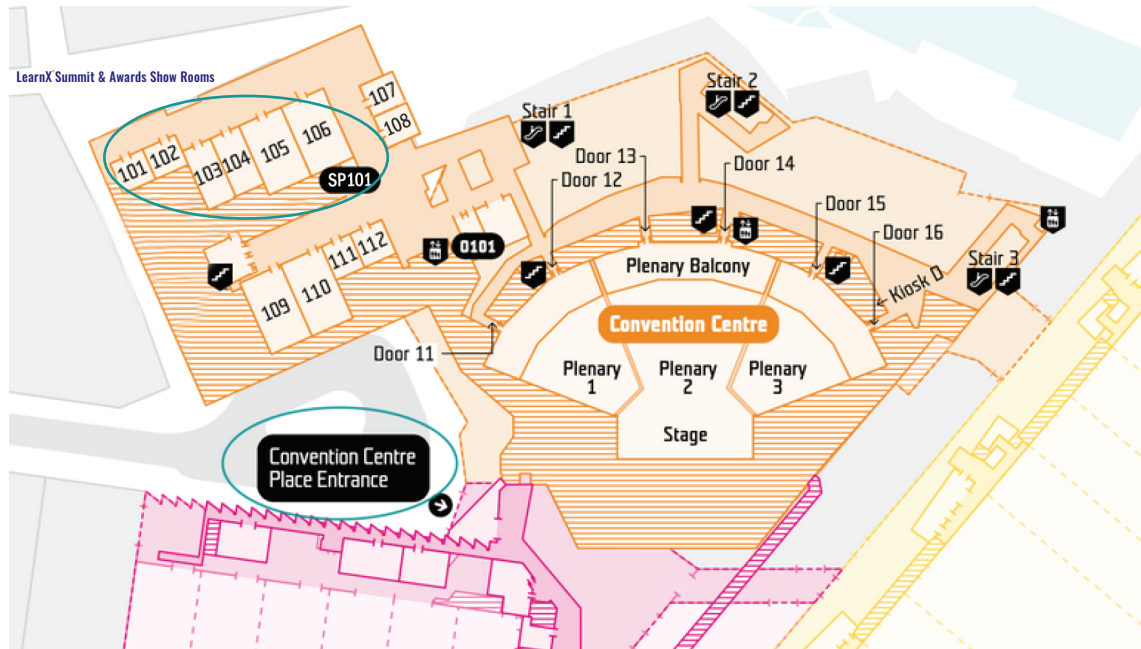 LearnX Summit & Awards Show Rooms
101
102
103
104
105
106
107
108
SP101
Stair 1
Stair 2
Door 13
Door 14
Door 12
Door 15
Door 16
109
110
111
112
0101
Plenary Balcony
Kiosk D
Stair 3
Convention Centre
Door 11
Plenary
1
Plenary
2
Plenary
3
Stage
Convention Centre
Place Entrance